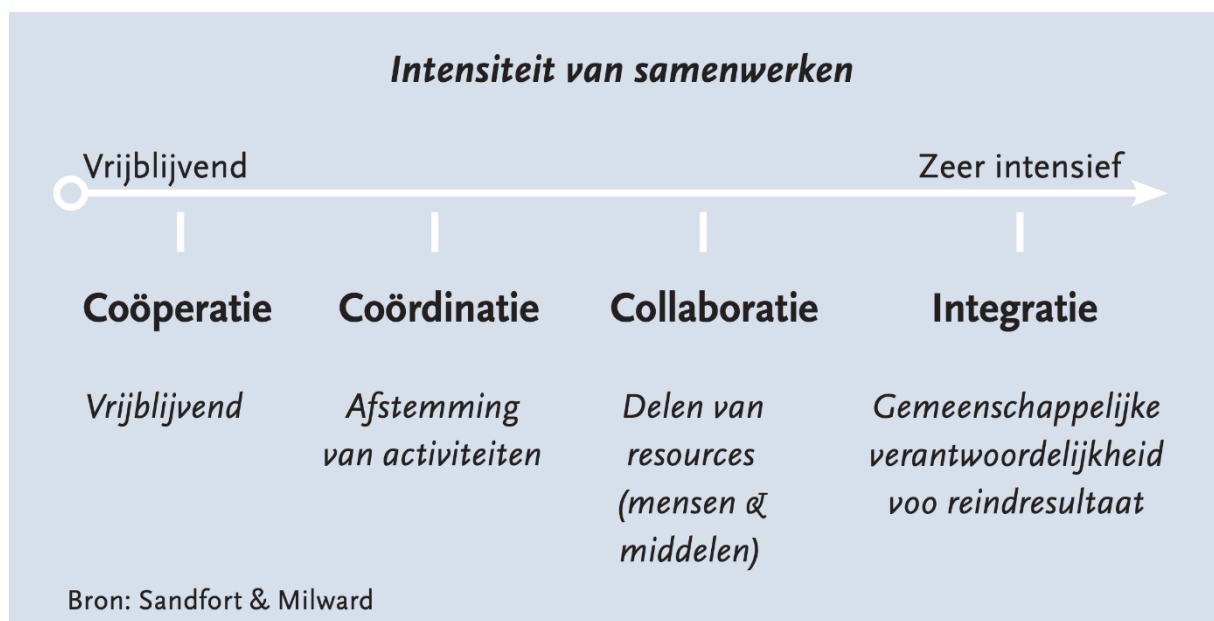 Intensiteit van samenwerken
Vrijblijvend
Zeer intensief
Coöperatie
Coördinatie
Collaboratie
Integratie
Vrijblijvend
Afstemming
van activiteiten
Delen van
resources
(mensen &
middelen)
Gemeenschappelijke
verantwoordelijkheid
voo reindresultaat
Bron: Sandfort & Milward